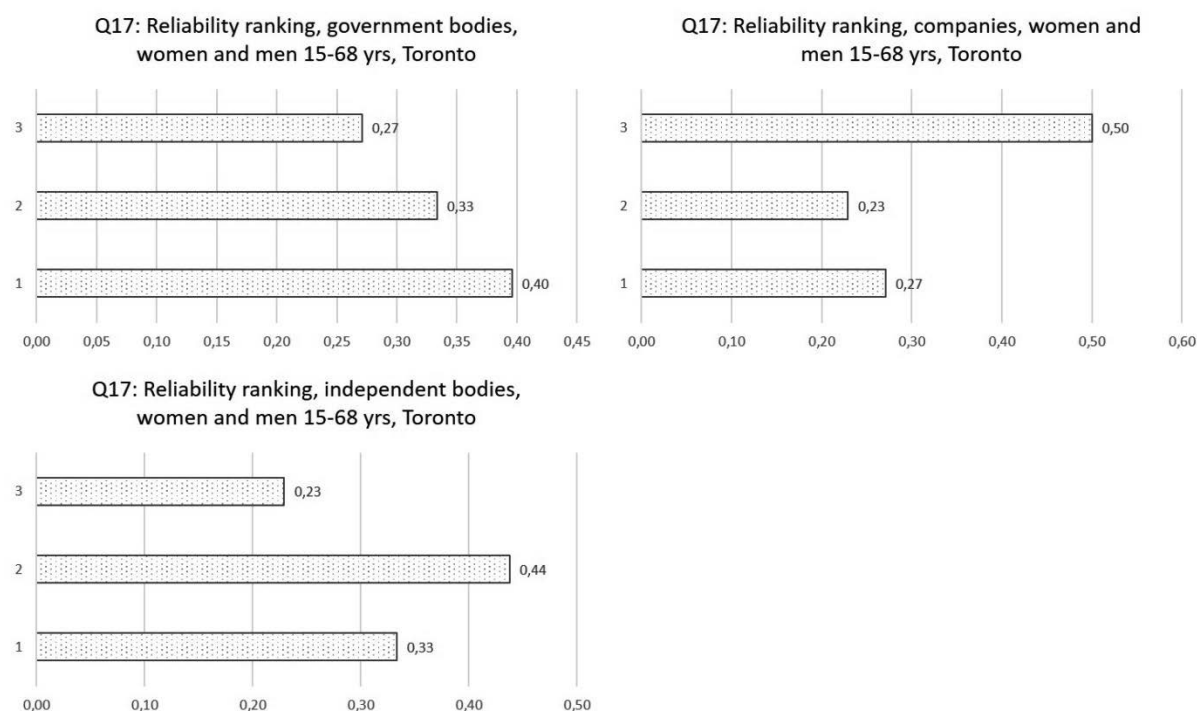 Q17: Reliability ranking, government bodies,
women and men 15-68 yrs, Toronto
3
0,27
2
0,33
1
0,40
0,00 0,05 0,10 0,15 0,20 0,25 0,30 0,35 0,40 0,45
Q17: Reliability ranking, companies, women and
men 15-68 yrs, Toronto
3
0,50
2
0,23
1
0,27
0,00 0,10 0,20 0,30 0,40 0,50 0,60
Q17: Reliability ranking, independent bodies,
women and men 15-68 yrs, Toronto
3
0,23
2
0,44
1
0,33
0,00 0,10 0,20 0,30 0,40 0,50